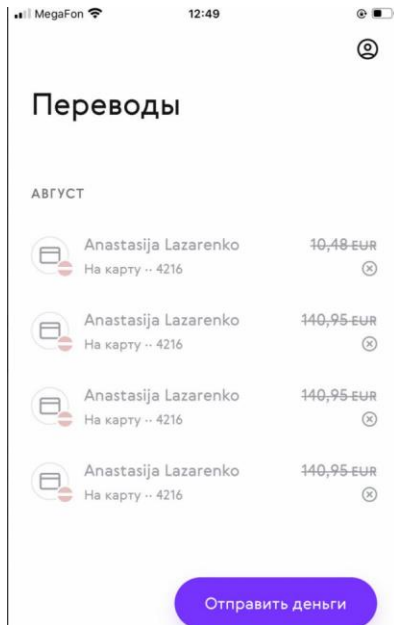 MegaFon 12:49
Переводы
АВГУСТ
Anastasija Lazarenko 10,48 EUR
На карту ·· 4216
Anastasija Lazarenko 140,95 EUR
На карту ·· 4216
Anastasija Lazarenko 140,95 EUR
На карту ·· 4216
Anastasija Lazarenko 140,95 EUR
На карту ·· 4216
Отправить деньги